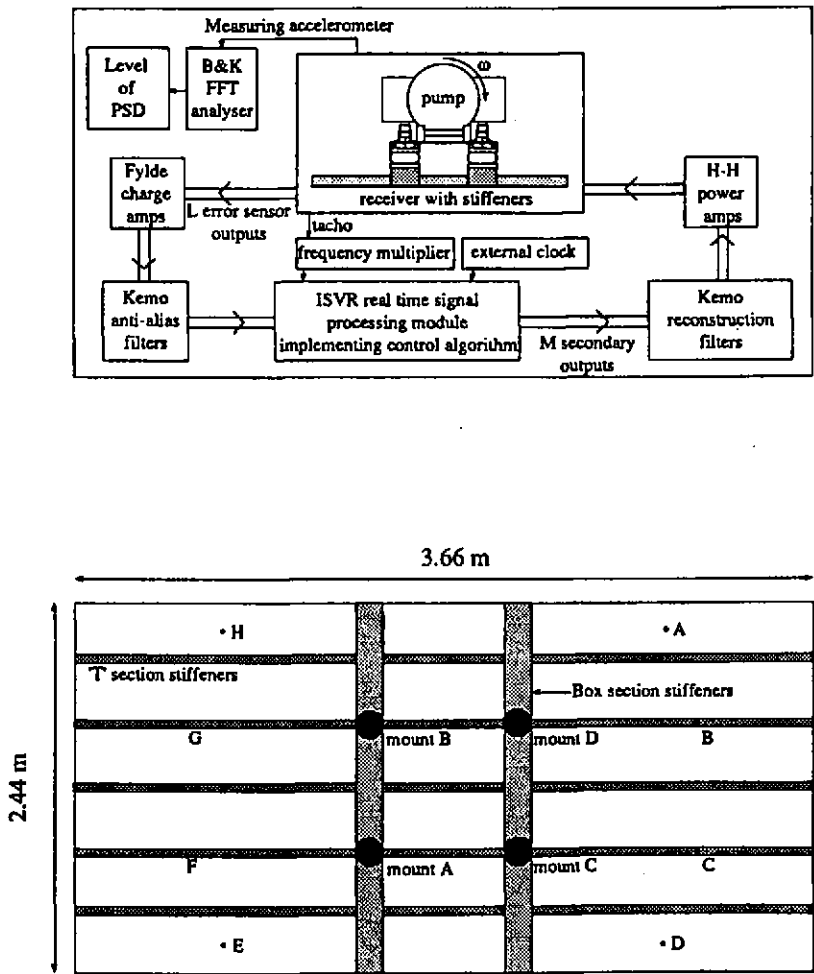 Measuring accelerometer
Level
of
PSD
B&K
FFT
analyser
ω
pump
receiver with stiffeners
Fylde
charge
amps
L error sensor
outputs
H-H
power
amps
tacho
frequency multiplier
external clock
Kemo
anti-alias
filters
ISVR real time signal
processing module
implementing control algorithm
M secondary
outputs
Kemo
reconstruction
filters
3.66 m
2.44 m
H
A
'T' section stiffeners
Box section stiffeners
G
mount B
mount D
B
F
mount A
mount C
C
E
D